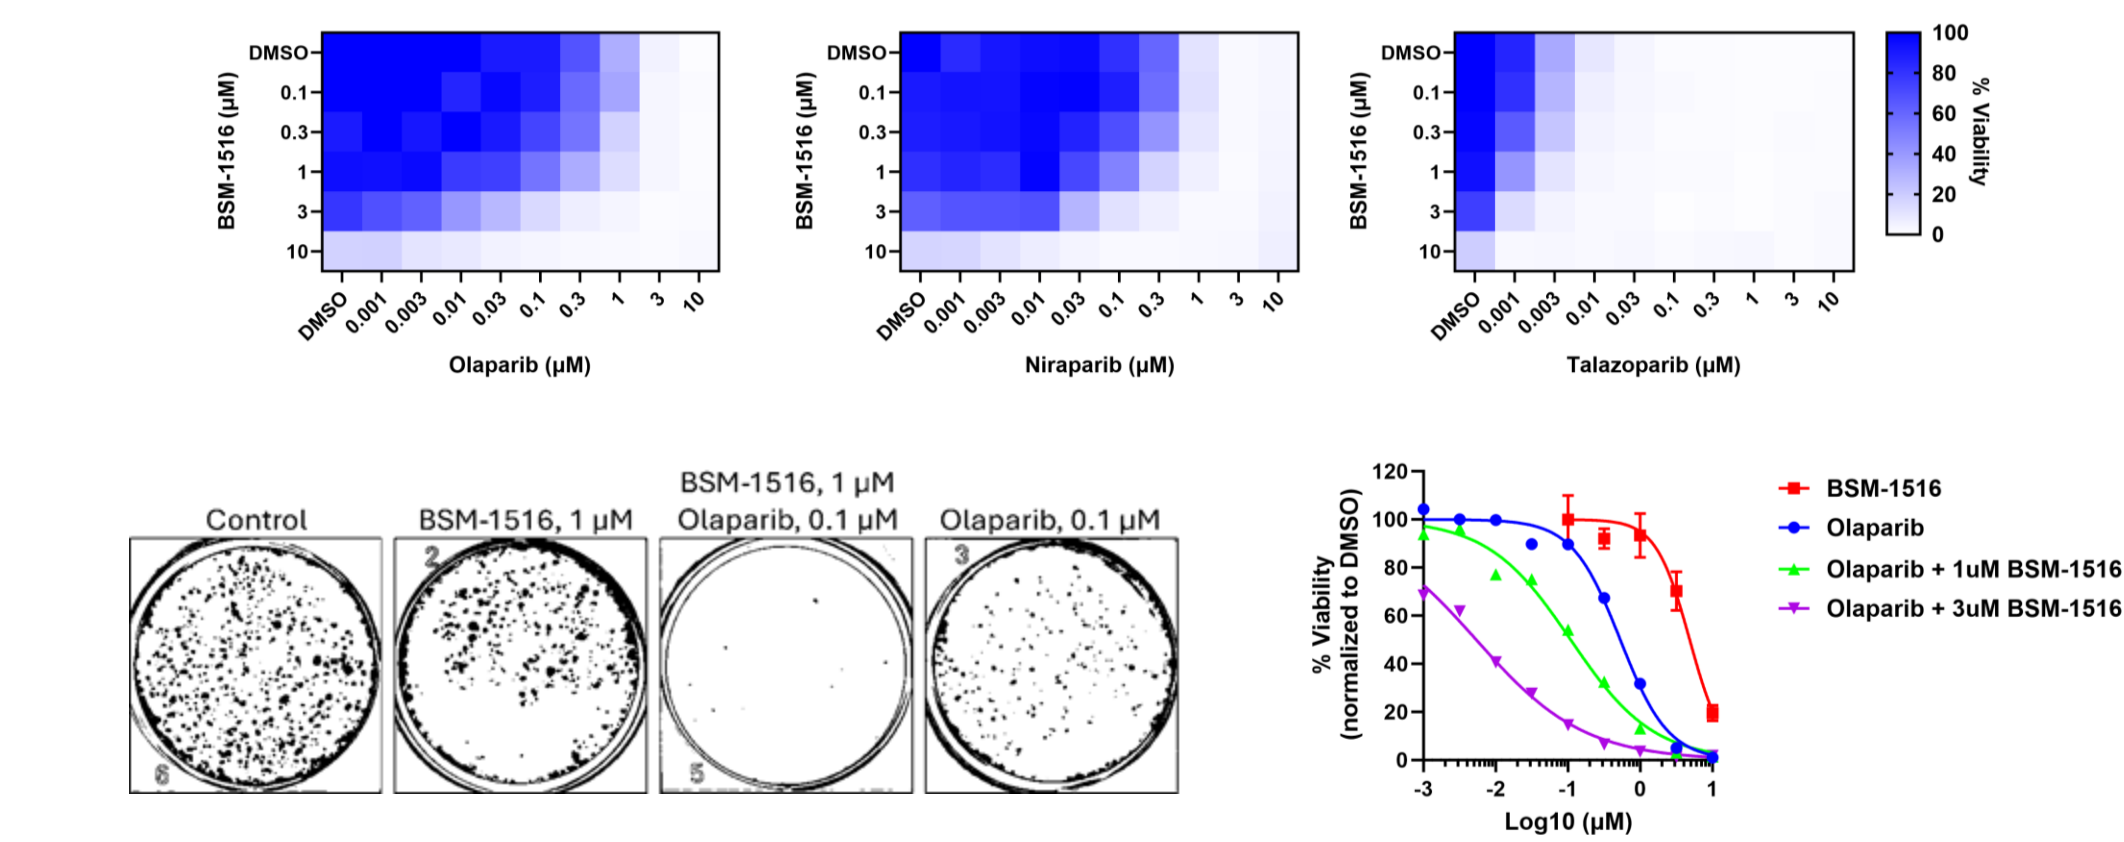 DMSO
0.1
0.3
1
3
10
BSM-1516 (µM)
DMSO 0.001 0.003 0.01 0.03 0.1 0.3 1 3 10
Olaparib (µM)
DMSO
0.1
0.3
1
3
10
BSM-1516 (µM)
DMSO 0.001 0.003 0.01 0.03 0.1 0.3 1 3 10
Niraparib (µM)
DMSO
0.1
0.3
1
3
10
BSM-1516 (µM)
DMSO 0.001 0.003 0.01 0.03 0.1 0.3 1 3 10
Talazoparib (µM)
100
80
60
40
20
0
% Viability
Control
6
BSM-1516, 1 µM
2
BSM-1516, 1 µM
Olaparib, 0.1 µM
5
Olaparib, 0.1 µM
3
120
100
80
60
40
20
0
% Viability
(normalized to DMSO)
-3 -2 -1 0 1
Log10 (µM)
BSM-1516
Olaparib
Olaparib + 1uM BSM-1516
Olaparib + 3uM BSM-1516